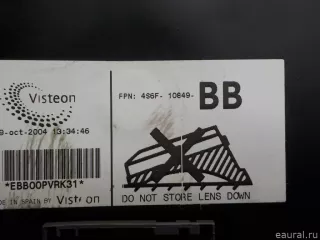 Visteon
FPN: 4S6F- 10849- BB
-oct-2004 13:34:46
*EBB00PVRK31*
DE IN SPAIN BY Visteon
DO NOT STORE LENS DOWN
eaural.ru